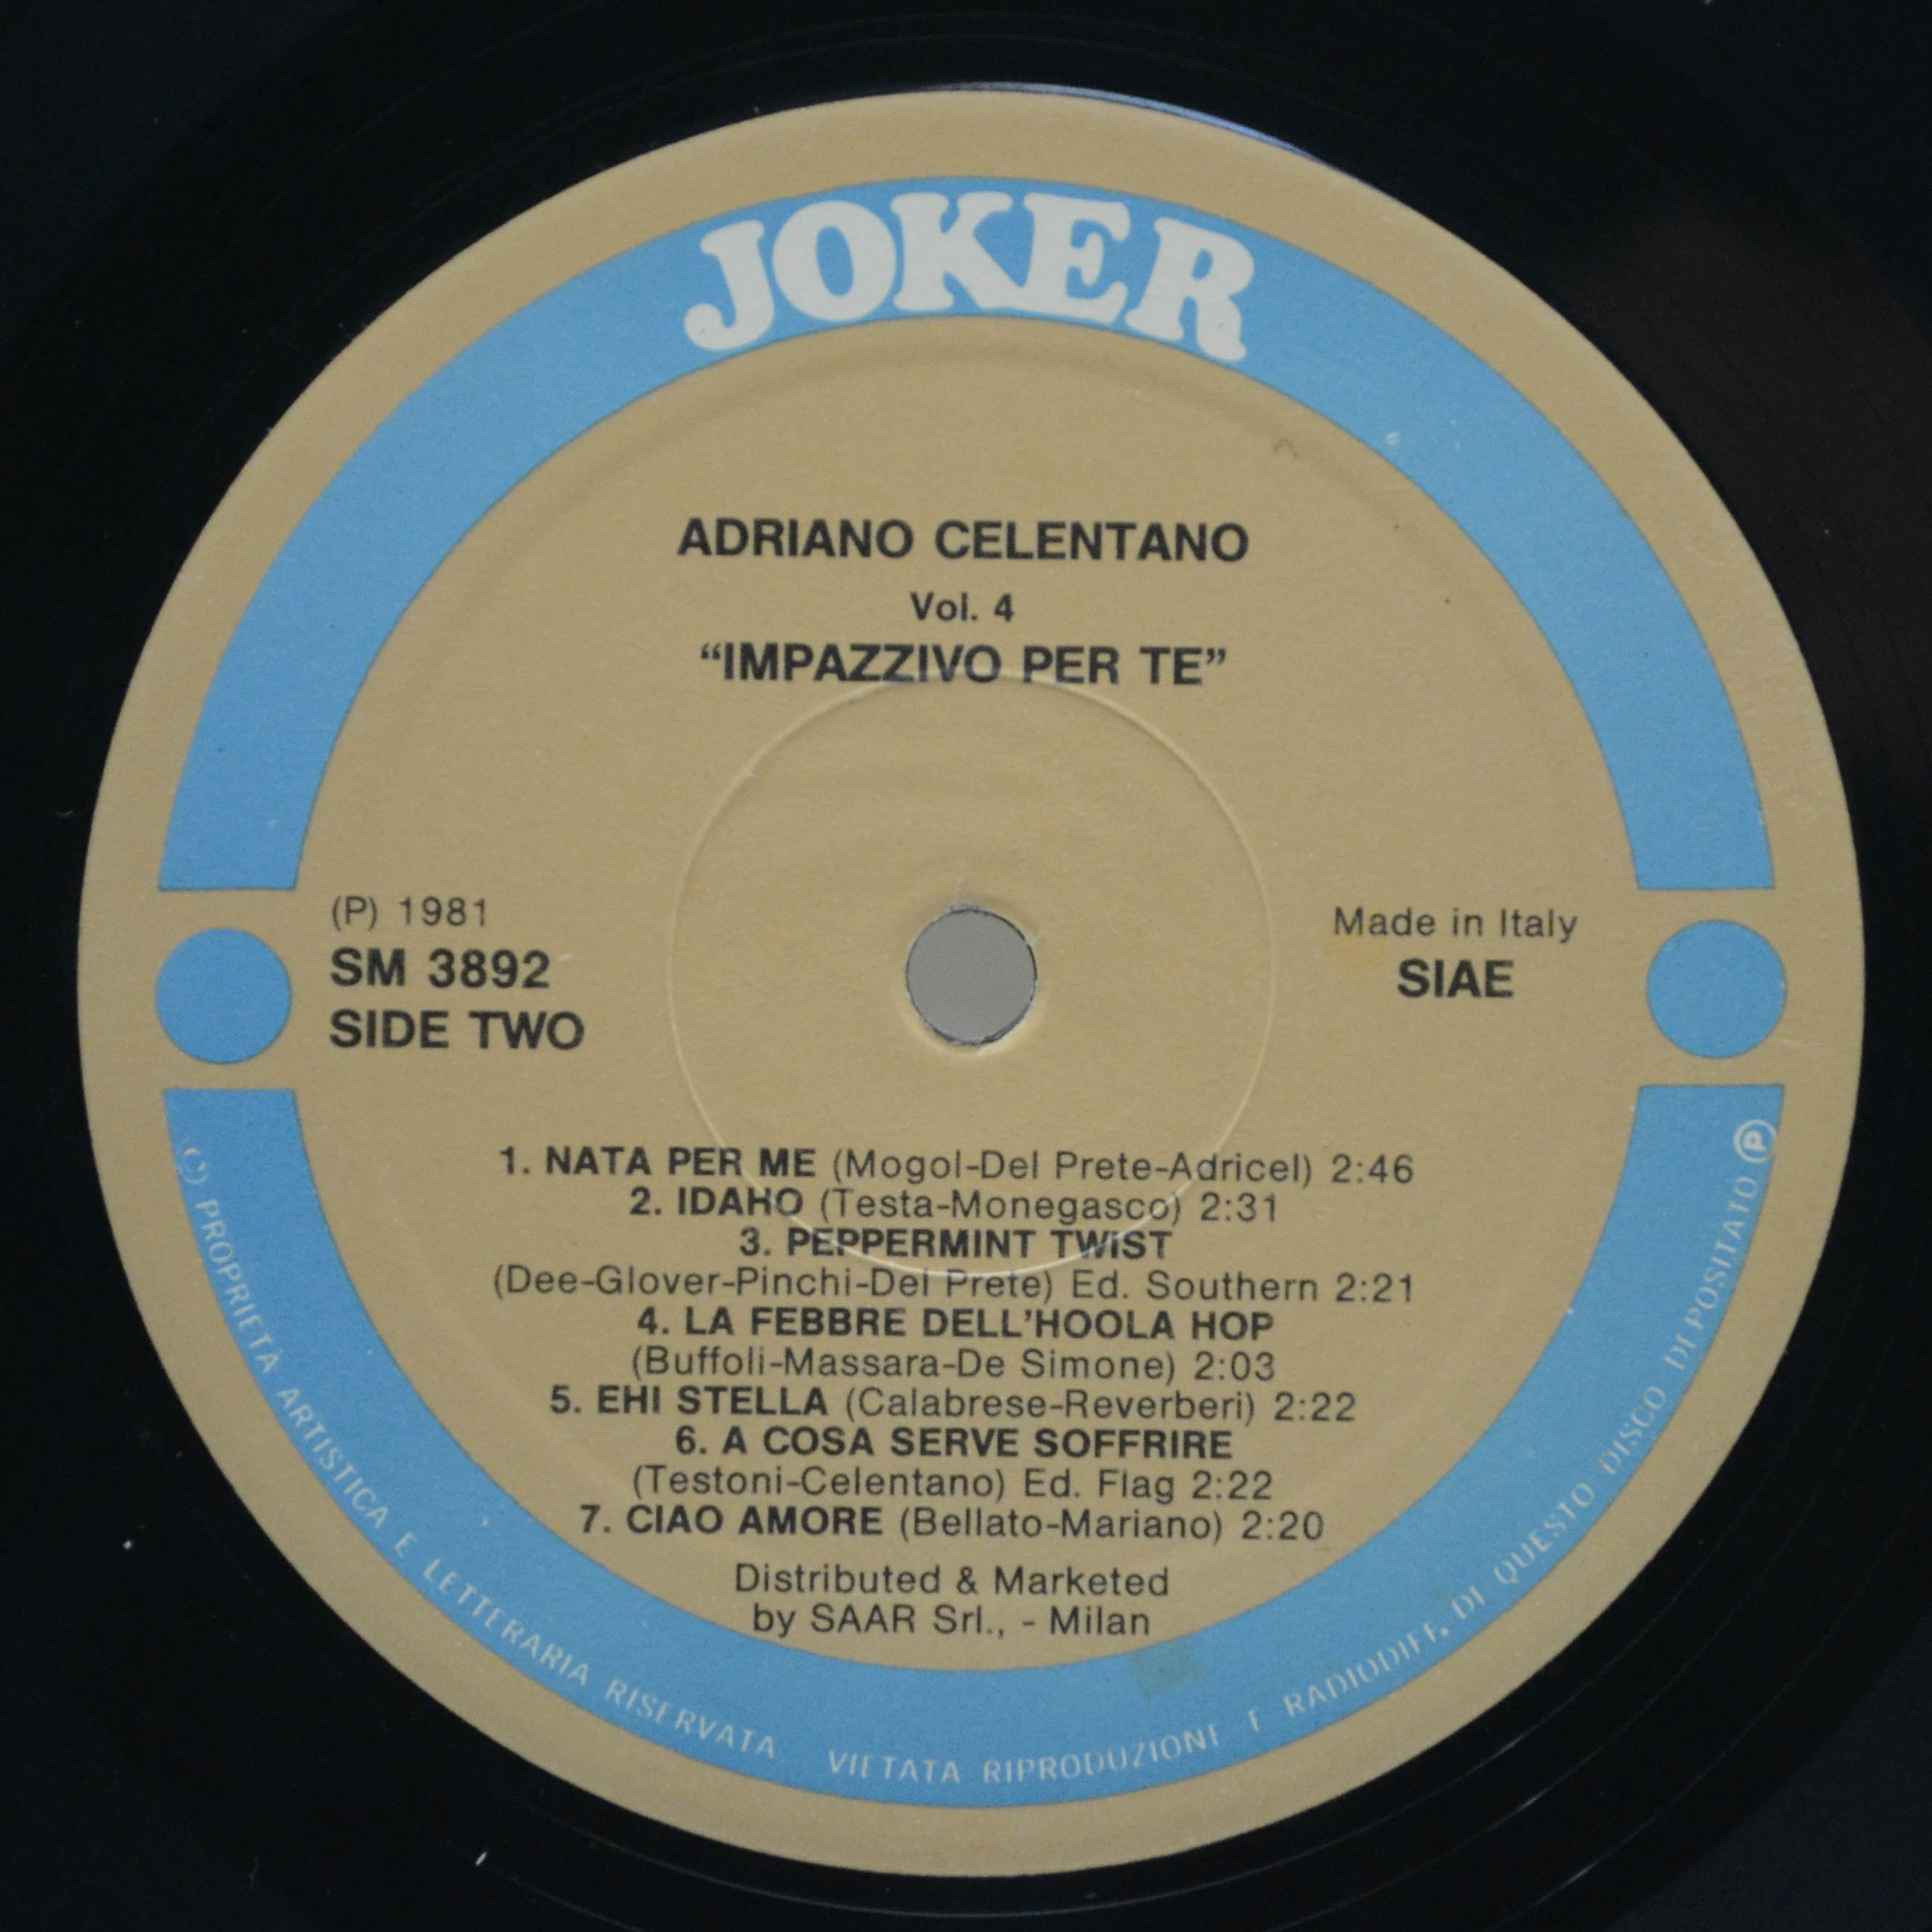 JOKER
ADRIANO CELENTANO
Vol. 4
“IMPAZZIVO PER TE”
(P) 1981
SM 3892
SIDE TWO
Made in Italy
SIAE
1. NATA PER ME (Mogol-Del Prete-Adricel) 2:46
2. IDAHO (Testa-Monegasco) 2:31
3. PEPPERMINT TWIST
(Dee-Glover-Pinchi-Del Prete) Ed. Southern 2:21
4. LA FEBBRE DELL'HOOLA HOP
(Buffoli-Massara-De Simone) 2:03
5. EHI STELLA (Calabrese-Reverberi) 2:22
6. A COSA SERVE SOFFRIRE
(Testoni-Celentano) Ed. Flag 2:22
7. CIAO AMORE (Bellato-Mariano) 2:20
Distributed & Marketed
by SAAR Srl., - Milan
(C) PROPRIETA ARTISTICA E LETTERARIA RISERVATA VIETATA RIPRODUZIONE E RADIODIFF. DI QUESTO DISCO DEPOSITATO ℗